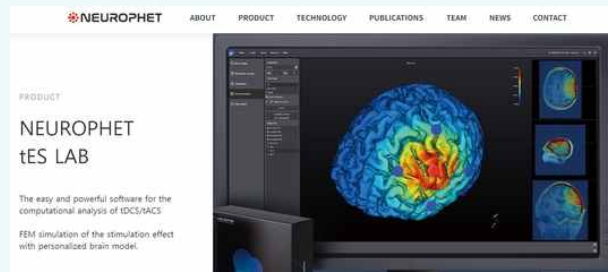 NEUROPHET
ABOUT PRODUCT TECHNOLOGY PUBLICATIONS TEAM NEWS CONTACT
PRODUCT
NEUROPHET
tES LAB
The easy and powerful software for the
computational analysis of tDCS/tACS
FEM simulation of the stimulation effect
with personalized brain model.